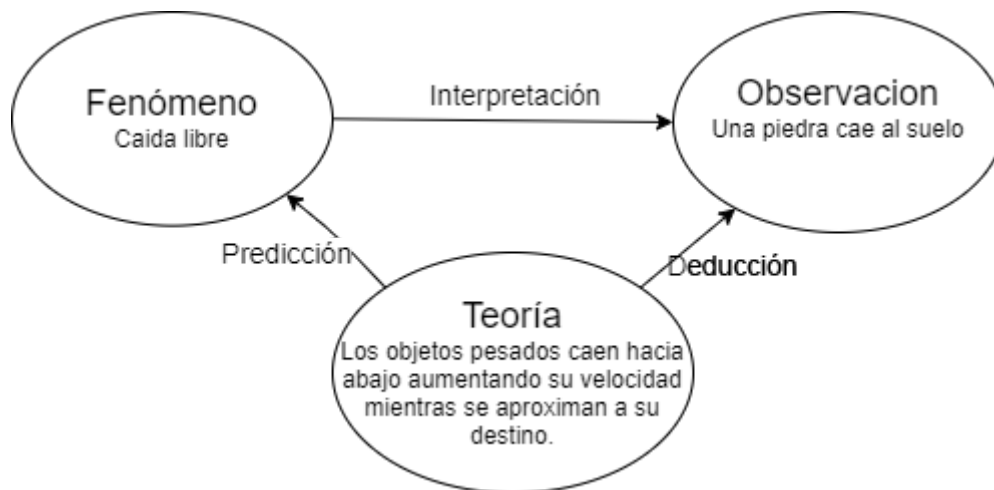 Fenómeno
Caida libre
Interpretación
Observacion
Una piedra cae al suelo
Predicción
Deducción
Teoría
Los objetos pesados caen hacia
abajo aumentando su velocidad
mientras se aproximan a su
destino.